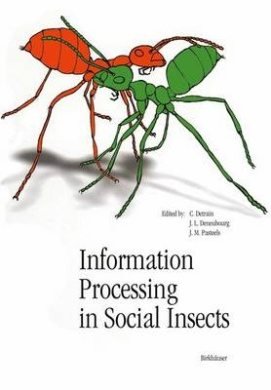 Edited by: C. Detrain
J. L. Deneubourg
J. M. Pasteels
Information
Processing
in Social Insects
Birkhäuser